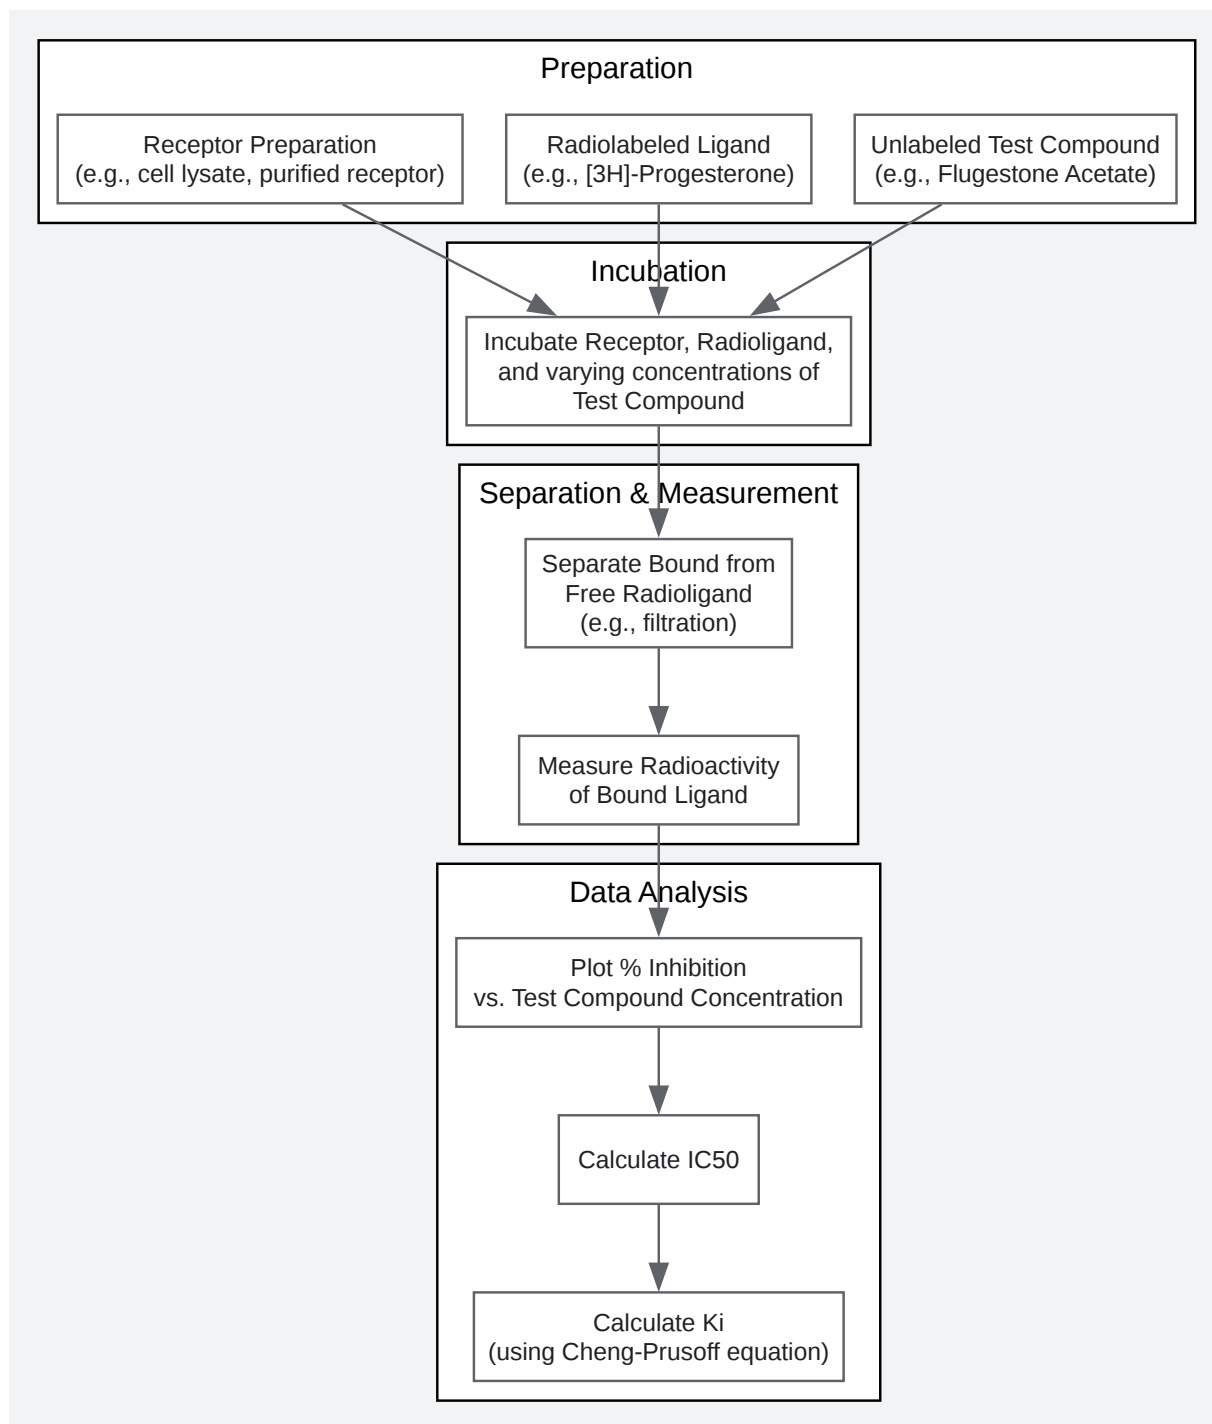 Preparation
Receptor Preparation
(e.g., cell lysate, purified receptor)
Radiolabeled Ligand
(e.g., [3H]-Progesterone)
Unlabeled Test Compound
(e.g., Flugestone Acetate)
Incubation
Incubate Receptor, Radioligand,
and varying concentrations of
Test Compound
Separation & Measurement
Separate Bound from
Free Radioligand
(e.g., filtration)
Measure Radioactivity
of Bound Ligand
Data Analysis
Plot % Inhibition
vs. Test Compound Concentration
Calculate IC50
Calculate Ki
(using Cheng-Prusoff equation)